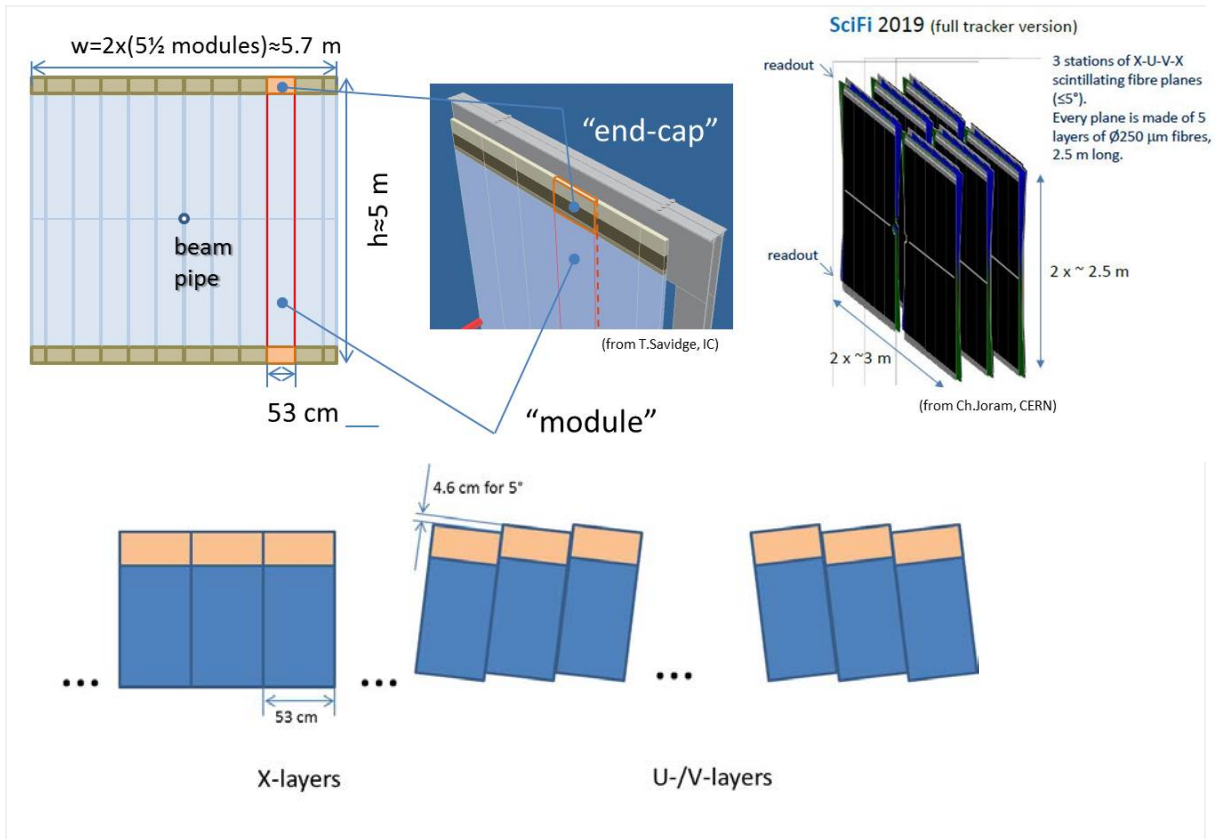 w=2x(5½ modules)≈5.7 m
beam
pipe
h≈5 m
53 cm
"end-cap"
(from T.Savidge, IC)
"module"
SciFi 2019 (full tracker version)
readout
3 stations of X-U-V-X
scintillating fibre planes
(≤5°).
Every plane is made of 5
layers of Ø250 μm fibres,
2.5 m long.
readout
2 x ~ 2.5 m
2 x ~3 m
(from Ch.Joram, CERN)
4.6 cm for 5°
...
...
...
53 cm
X-layers
U-/V-layers